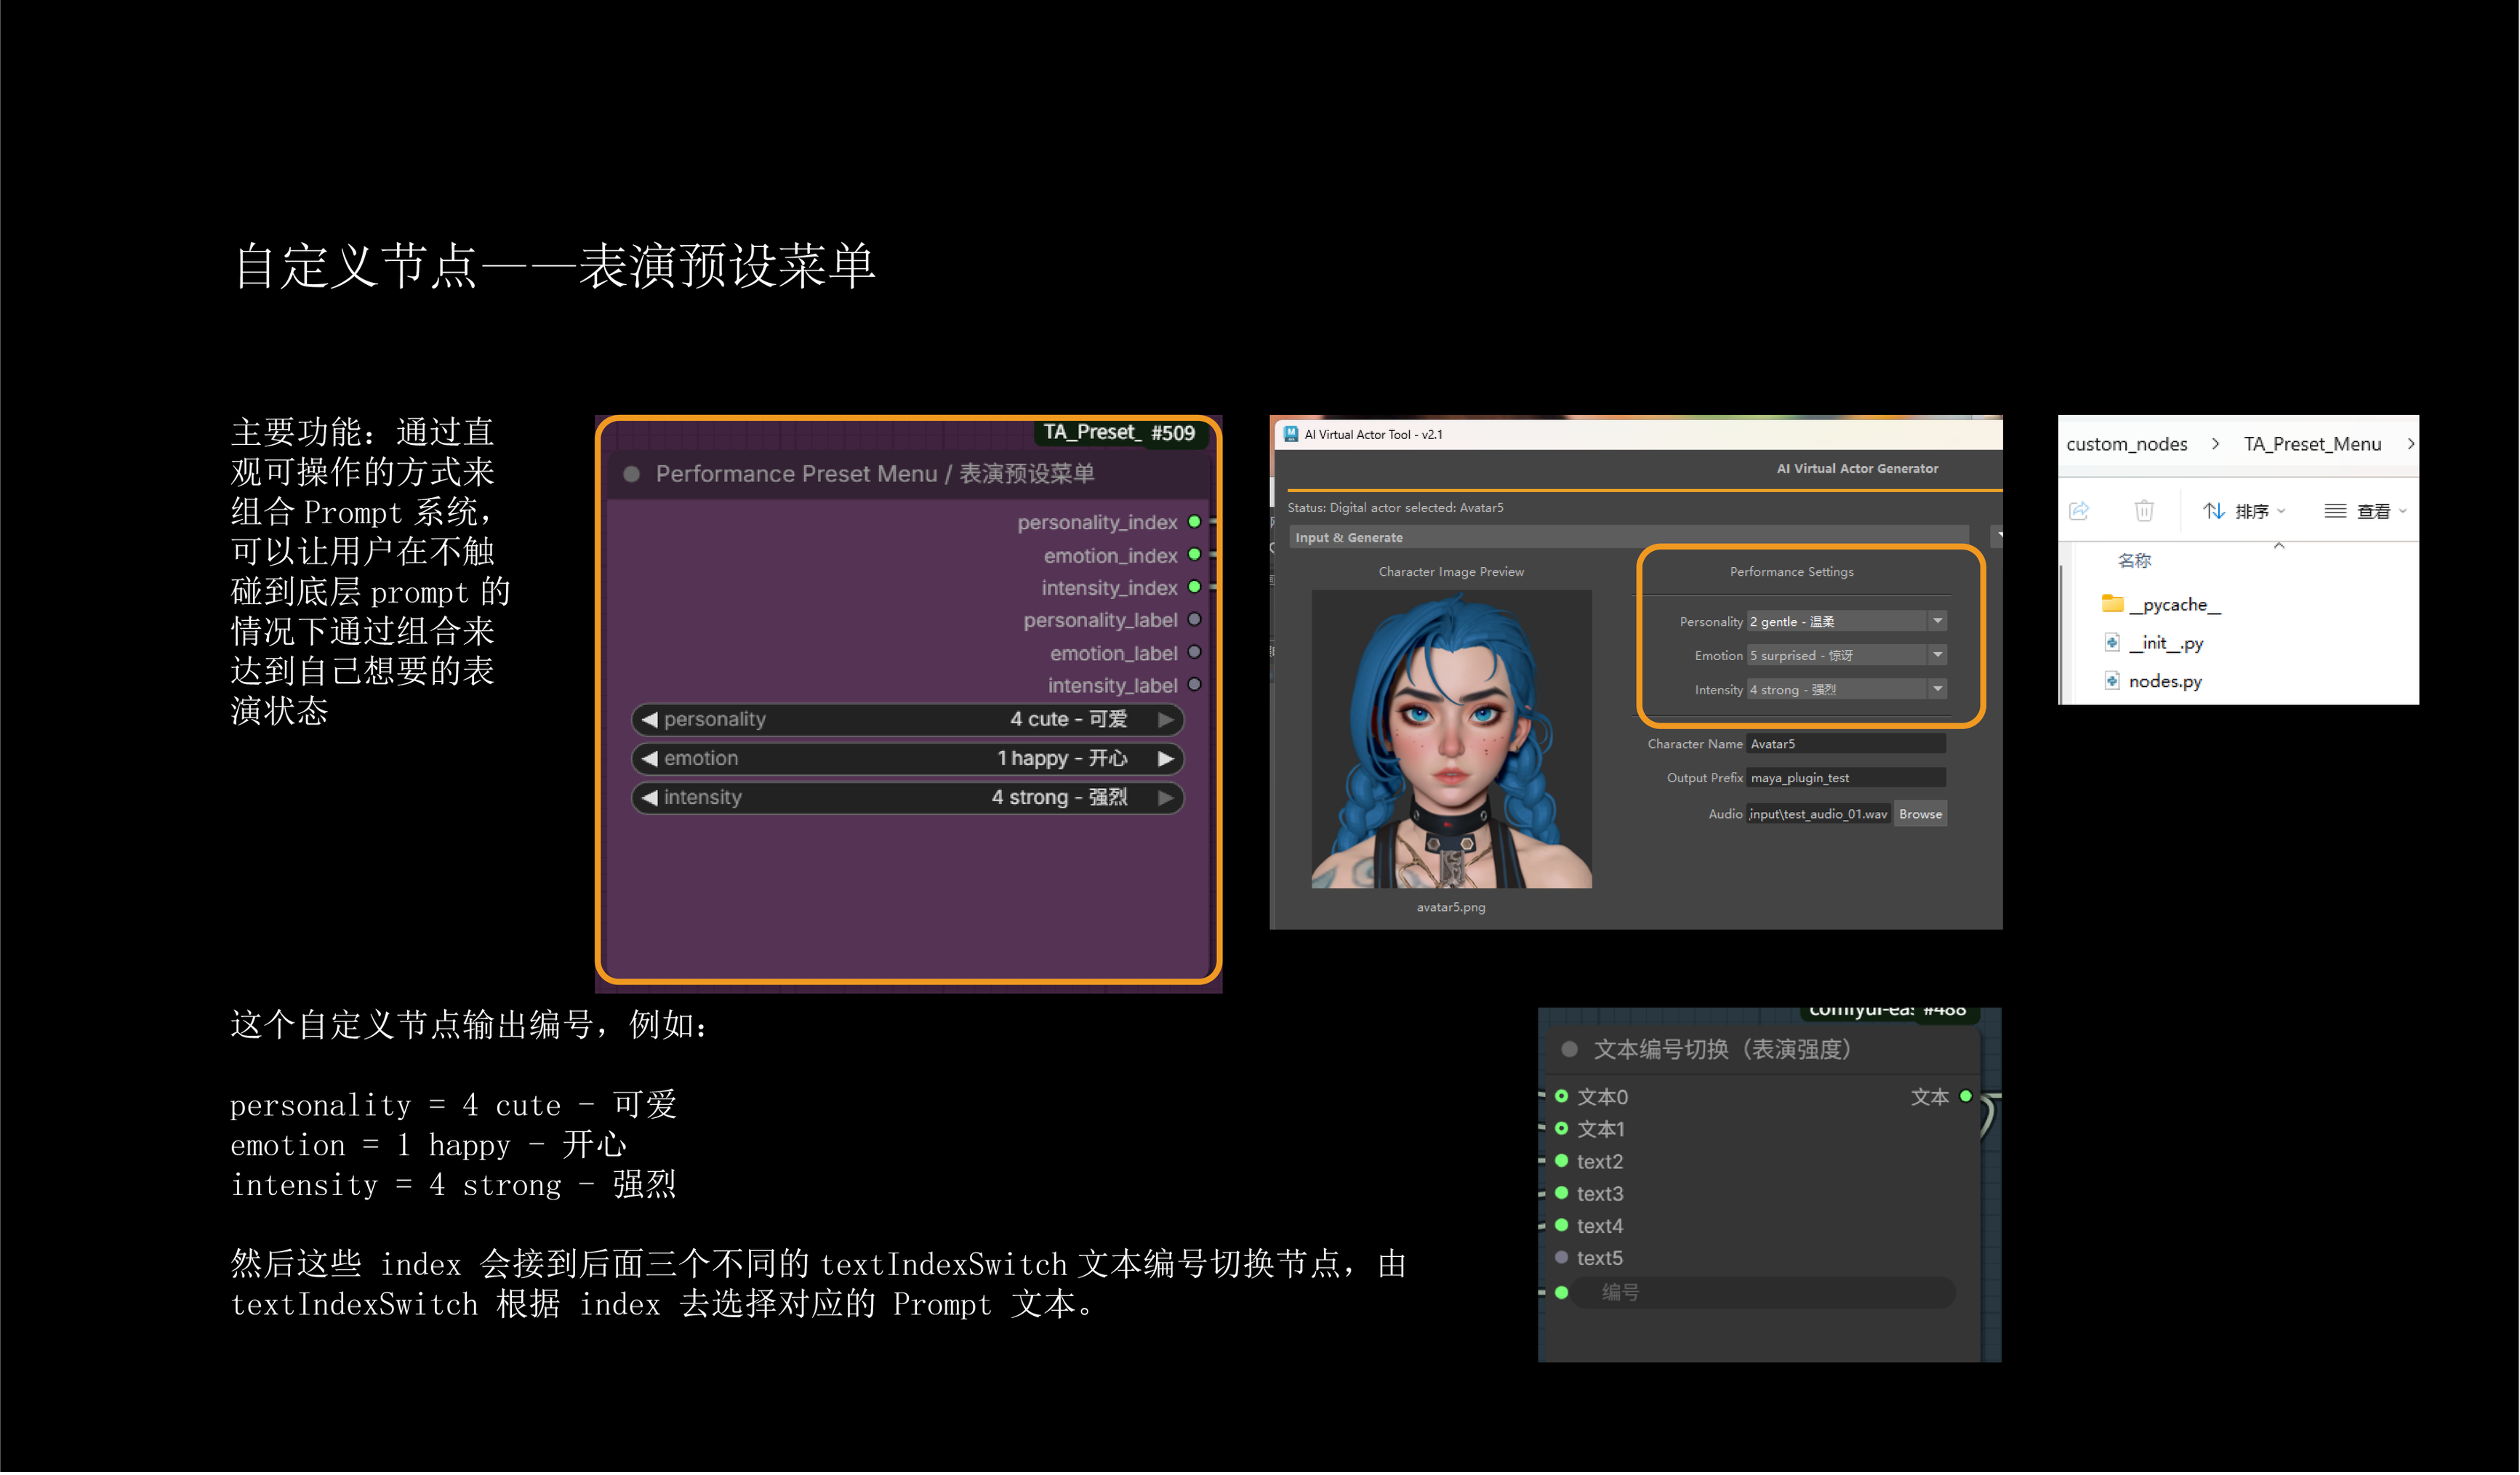 自定义节点——表演预设菜单
主要功能：通过直
观可操作的方式来
组合 Prompt 系统，
可以让用户在不触
碰到底层 prompt 的
情况下通过组合来
达到自己想要的表
演状态
TA_Preset_ #509
Performance Preset Menu / 表演预设菜单
personality_index
emotion_index
intensity_index
personality_label
emotion_label
intensity_label
personality 4 cute - 可爱
emotion 1 happy - 开心
intensity 4 strong - 强烈
AI Virtual Actor Tool - v2.1
AI Virtual Actor Generator
Status: Digital actor selected: Avatar5
Input & Generate
Character Image Preview
avatar5.png
Performance Settings
Personality 2 gentle - 温柔
Emotion 5 surprised - 惊讶
Intensity 4 strong - 强烈
Character Name Avatar5
Output Prefix maya_plugin_test
Audio input\test_audio_01.wav Browse
custom_nodes > TA_Preset_Menu >
排序 查看
名称
__pycache__
__init__.py
nodes.py
这个自定义节点输出编号，例如：
personality = 4 cute - 可爱
emotion = 1 happy - 开心
intensity = 4 strong - 强烈
然后这些 index 会接到后面三个不同的 textIndexSwitch 文本编号切换节点，由
textIndexSwitch 根据 index 去选择对应的 Prompt 文本。
#488
文本编号切换（表演强度）
文本0 文本
文本1
text2
text3
text4
text5
编号